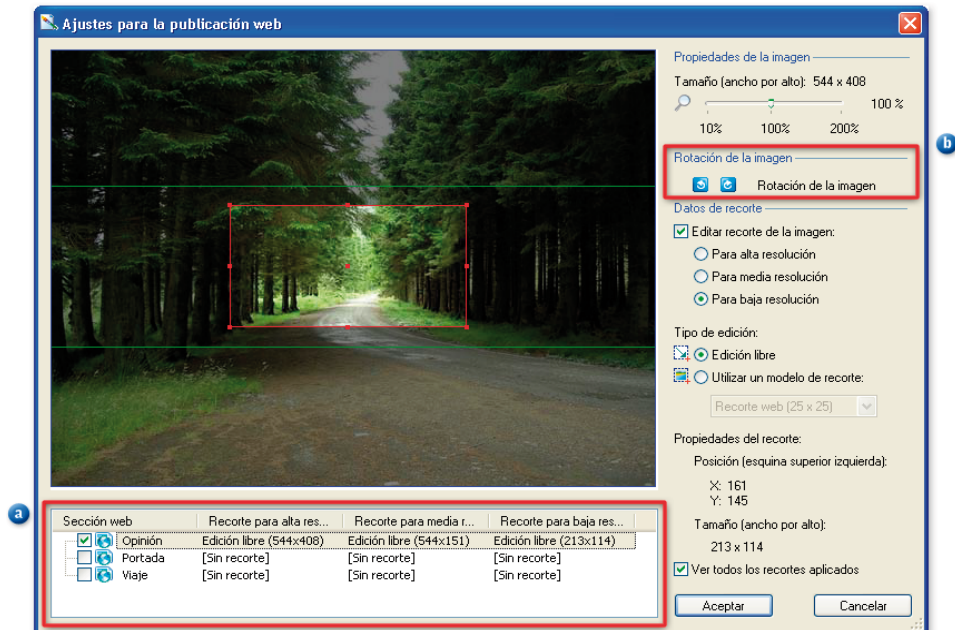 Ajustes para la publicación web
Propiedades de la imagen
Tamaño (ancho por alto): 544 x 408
100 %
10% 100% 200%
b
Rotación de la imagen
Rotación de la imagen
Datos de recorte
Editar recorte de la imagen:
Para alta resolución
Para media resolución
Para baja resolución
Tipo de edición:
Edición libre
Utilizar un modelo de recorte:
Recorte web (25 x 25)
Propiedades del recorte:
Posición (esquina superior izquierda):
X: 161
Y: 145
Tamaño (ancho por alto):
213 x 114
Ver todos los recortes aplicados
Aceptar Cancelar
a
Sección web Recorte para alta res... Recorte para media r... Recorte para baja res...
Opinión Edición libre (544x408) Edición libre (544x151) Edición libre (213x114)
Portada [Sin recorte] [Sin recorte] [Sin recorte]
Viaje [Sin recorte] [Sin recorte] [Sin recorte]